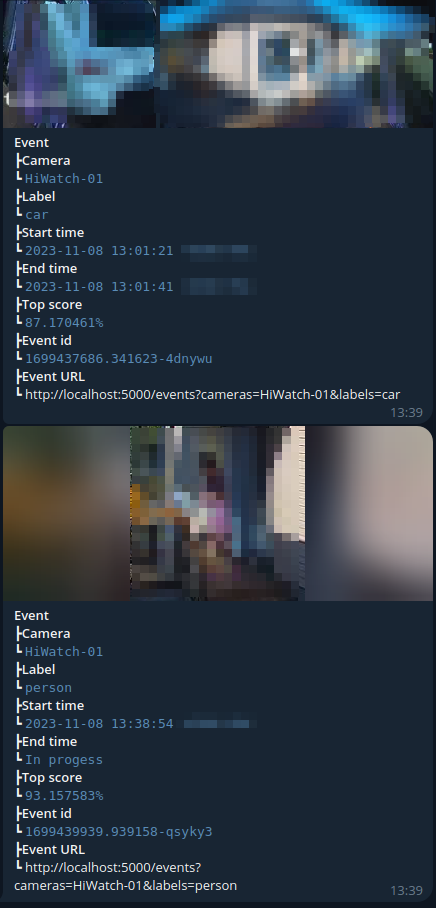 Event
┣Camera
┗ HiWatch-01
┣Label
┗ car
┣Start time
┗ 2023-11-08 13:01:21
┣End time
┗ 2023-11-08 13:01:41
┣Top score
┗ 87.170461%
┣Event id
┗ 1699437686.341623-4dnywu
┣Event URL
┗ http://localhost:5000/events?cameras=HiWatch-01&labels=car
13:39
Event
┣Camera
┗ HiWatch-01
┣Label
┗ person
┣Start time
┗ 2023-11-08 13:38:54
┣End time
┗ In progess
┣Top score
┗ 93.157583%
┣Event id
┗ 1699439939.939158-qsyky3
┣Event URL
┗ http://localhost:5000/events?
cameras=HiWatch-01&labels=person
13:39